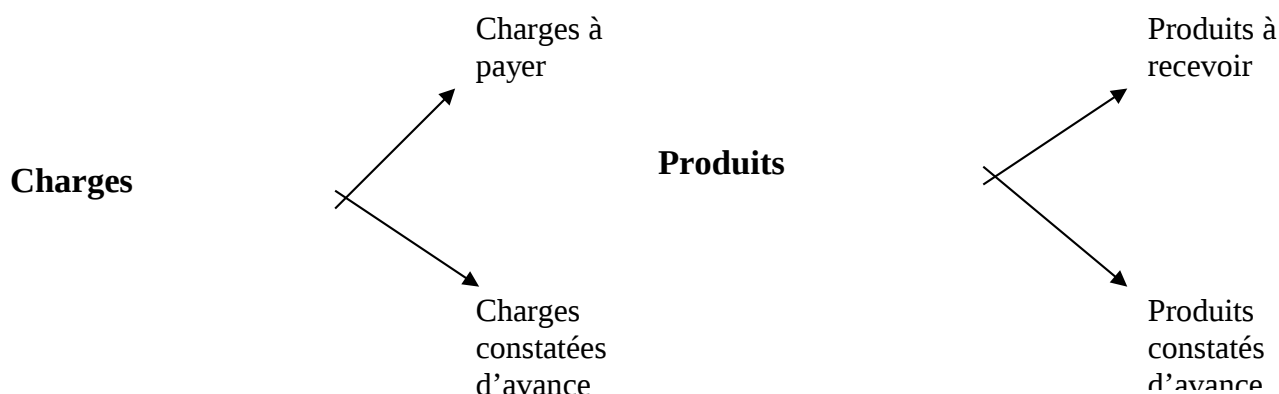 Charges
Charges à
payer
Charges
constatées
d’avance
Produits
Produits à
recevoir
Produits
constatés
d’avance